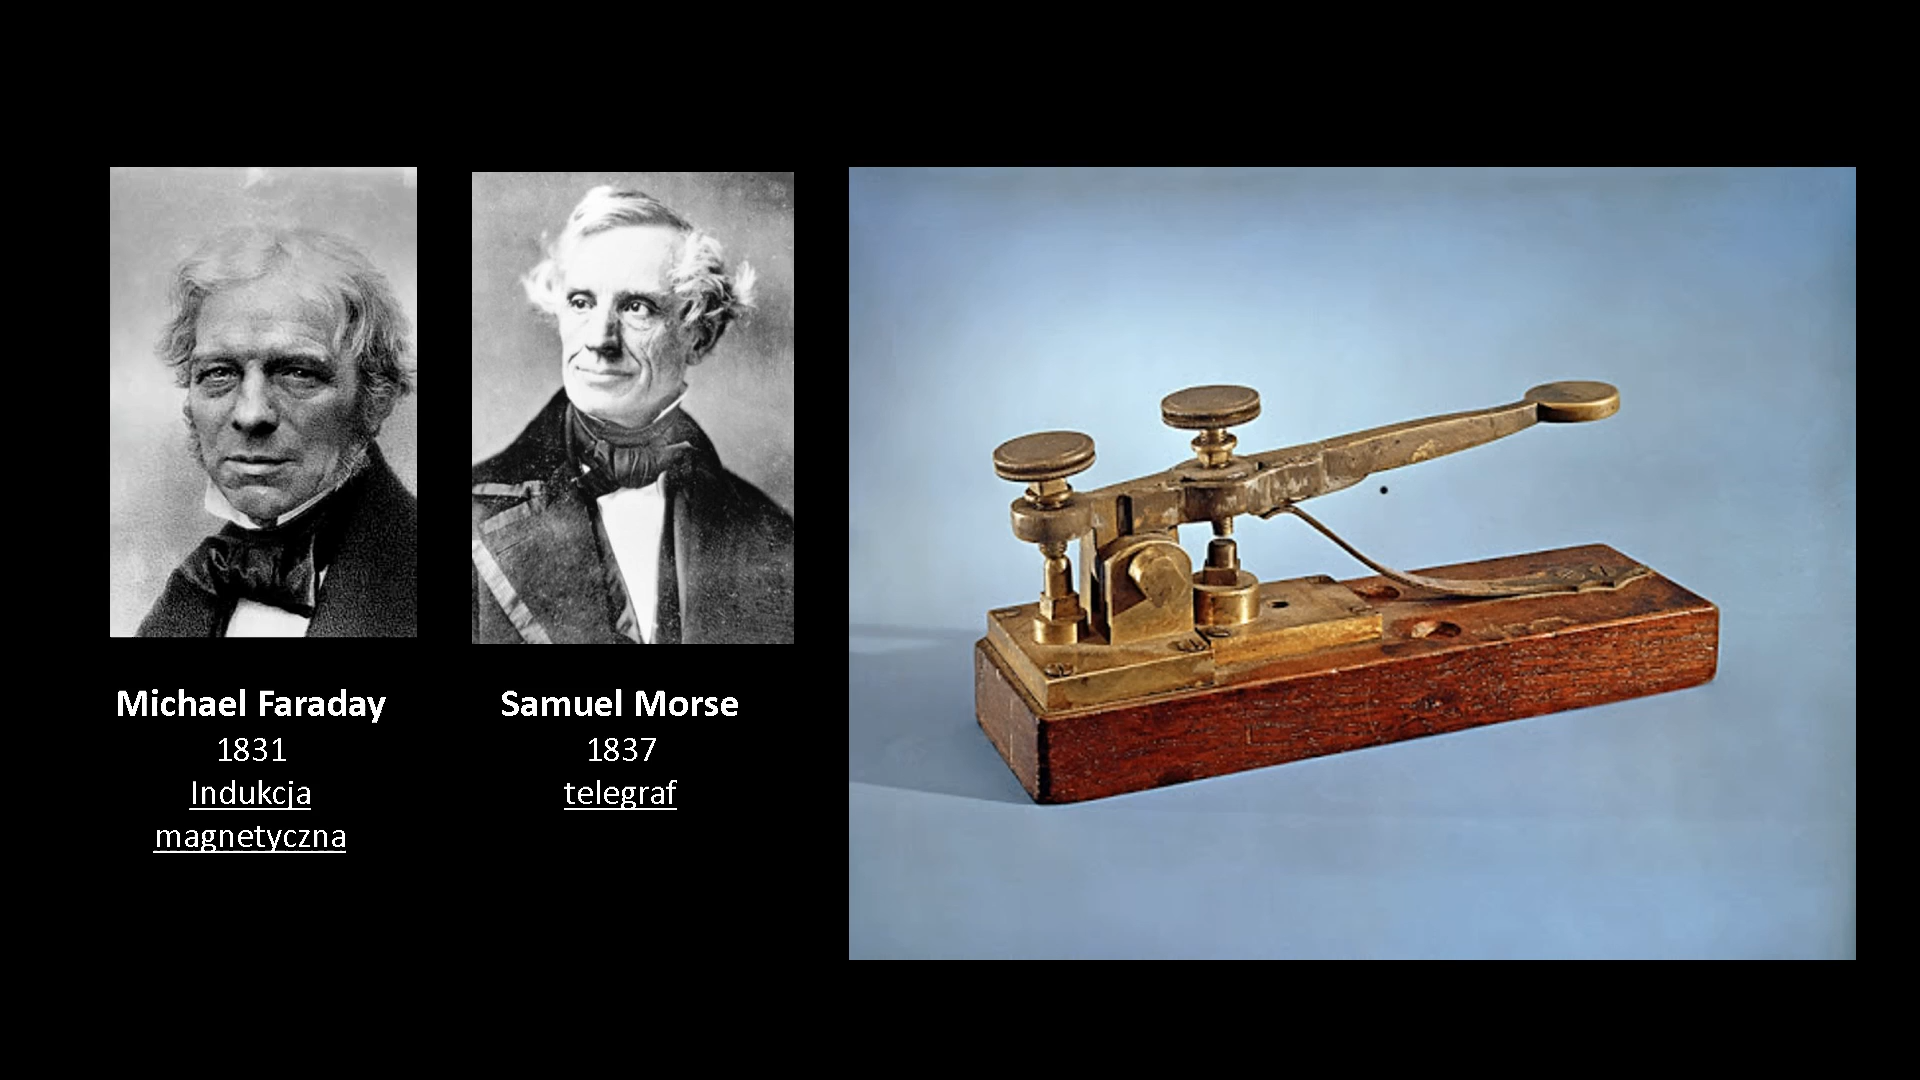 Michael Faraday
1831
Indukcja
magnetyczna
Samuel Morse
1837
telegraf